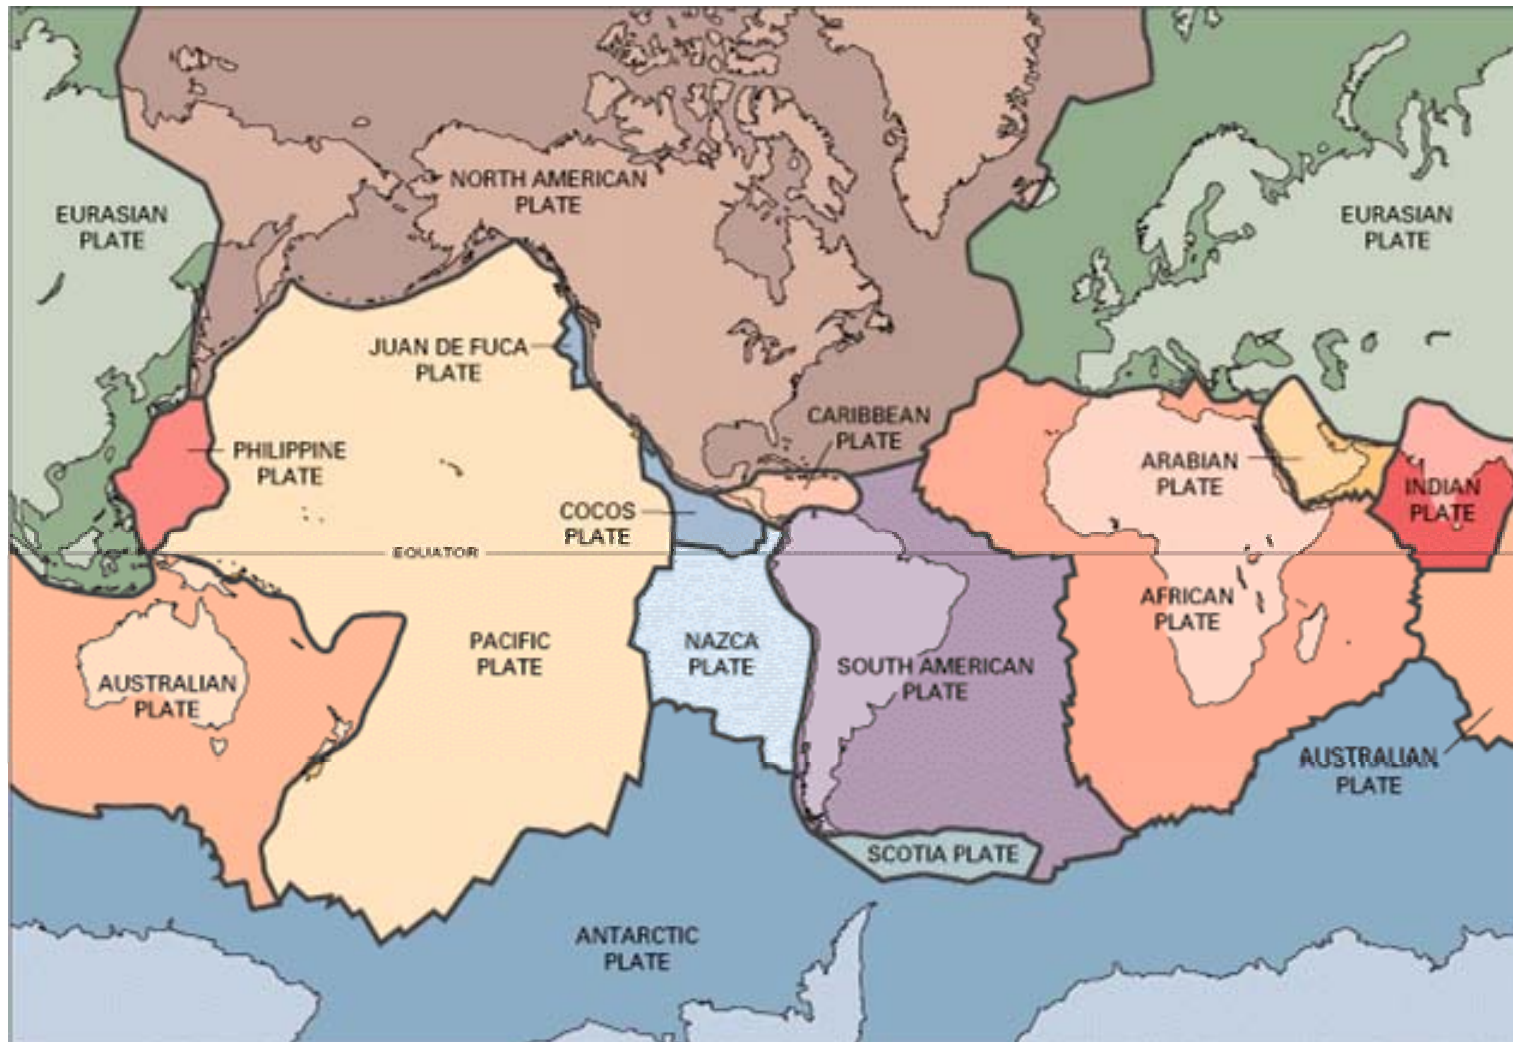 NORTH AMERICAN
PLATE
EURASIAN
PLATE
EURASIAN
PLATE
JUAN DE FUCA
PLATE
CARIBBEAN
PLATE
PHILIPPINE
PLATE
ARABIAN
PLATE
INDIAN
PLATE
COCOS
PLATE
EQUATOR
AFRICAN
PLATE
PACIFIC
PLATE
NAZCA
PLATE
SOUTH AMERICAN
PLATE
AUSTRALIAN
PLATE
AUSTRALIAN
PLATE
SCOTIA PLATE
ANTARCTIC
PLATE